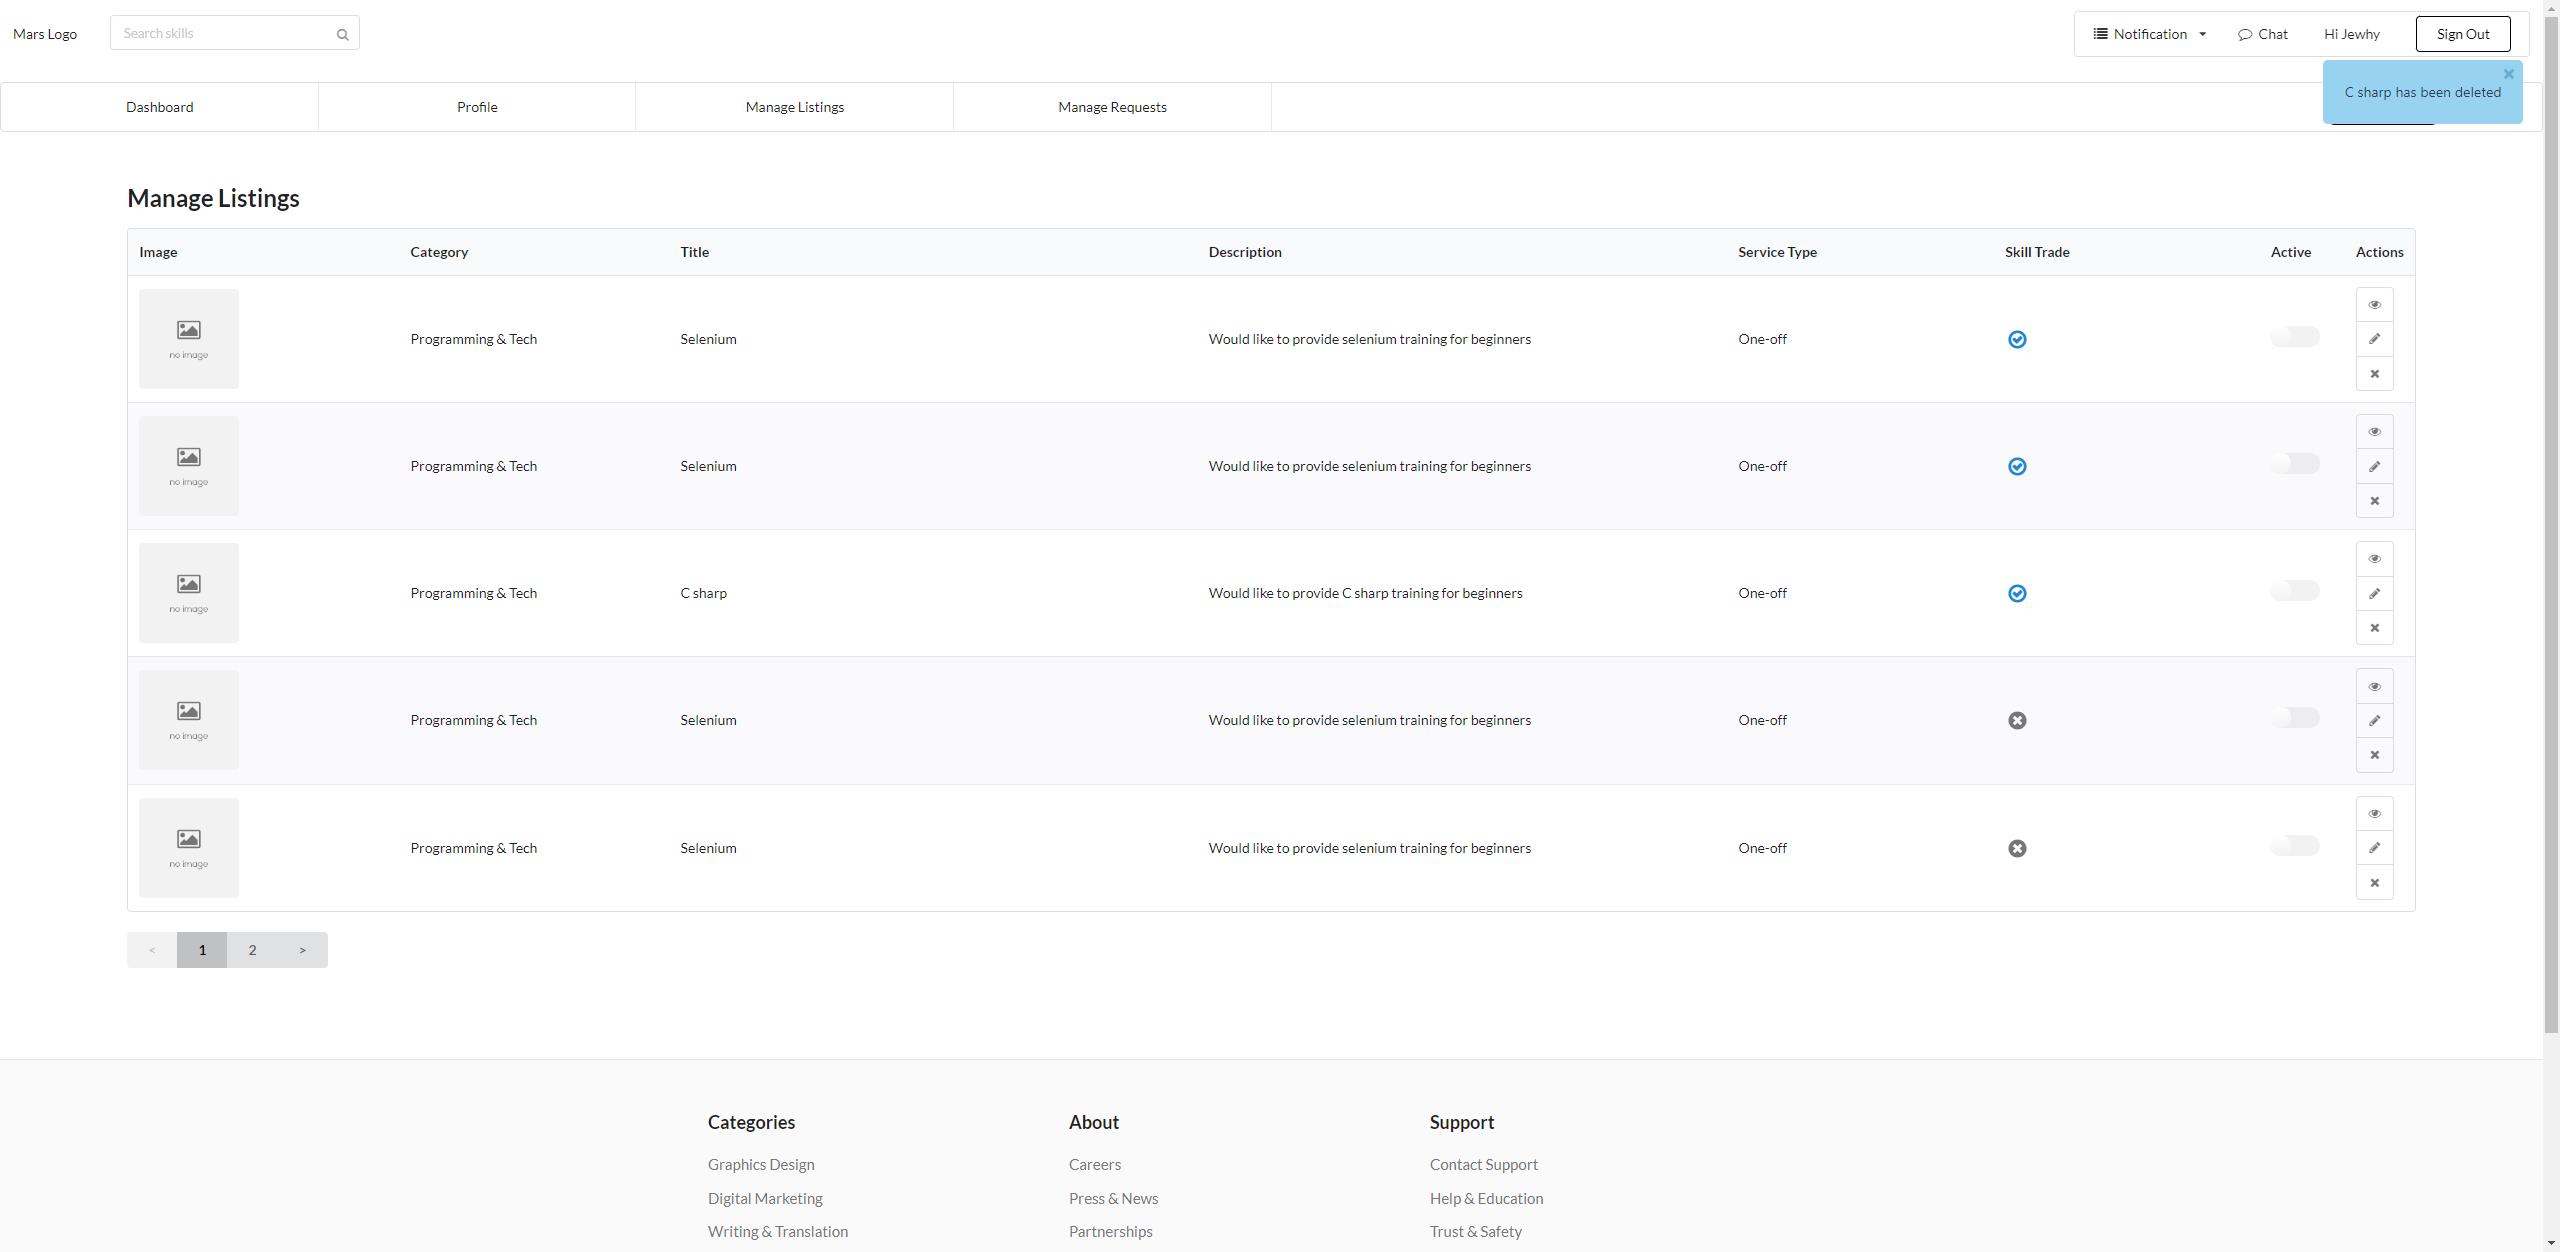 Mars Logo
Search skills
Notification
Chat
Hi Jewhy
Sign Out
C sharp has been deleted
Dashboard
Profile
Manage Listings
Manage Requests
Manage Listings
Image Category Title Description Service Type Skill Trade Active Actions
no image Programming & Tech Selenium Would like to provide selenium training for beginners One-off
no image Programming & Tech Selenium Would like to provide selenium training for beginners One-off
no image Programming & Tech C sharp Would like to provide C sharp training for beginners One-off
no image Programming & Tech Selenium Would like to provide selenium training for beginners One-off
no image Programming & Tech Selenium Would like to provide selenium training for beginners One-off
< 1 2 >
Categories About Support
Graphics Design Careers Contact Support
Digital Marketing Press & News Help & Education
Writing & Translation Partnerships Trust & Safety